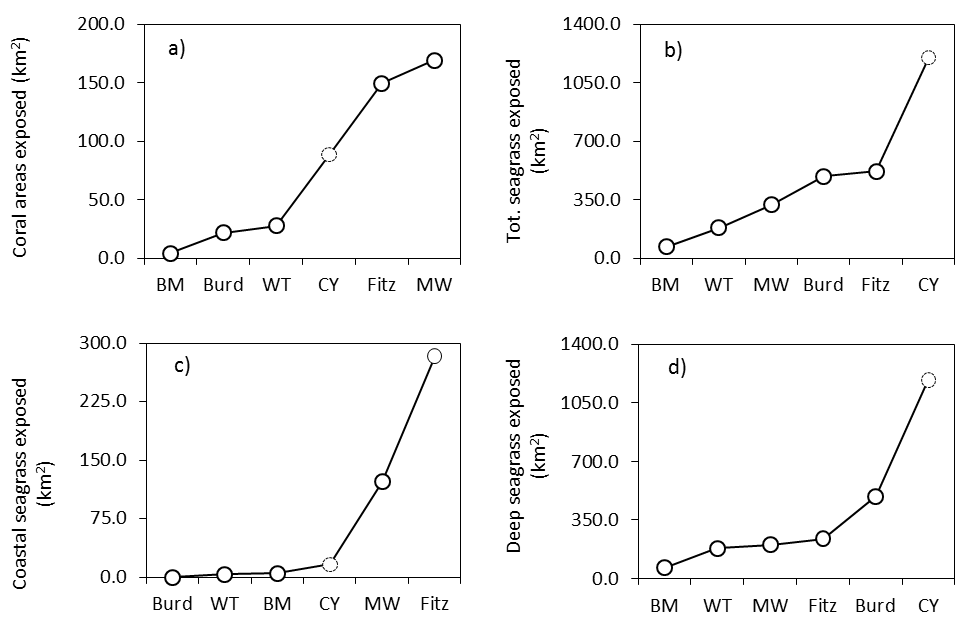 a)
Coral areas exposed (km²)
200.0
150.0
100.0
50.0
0.0
BM Burd WT CY Fitz MW
b)
Tot. seagrass exposed
(km²)
1400.0
1050.0
700.0
350.0
0.0
BM WT MW Burd Fitz CY
c)
Coastal seagrass exposed
(km²)
300.0
225.0
150.0
75.0
0.0
Burd WT BM CY MW Fitz
d)
Deep seagrass exposed
(km²)
1400.0
1050.0
700.0
350.0
0.0
BM WT MW Fitz Burd CY